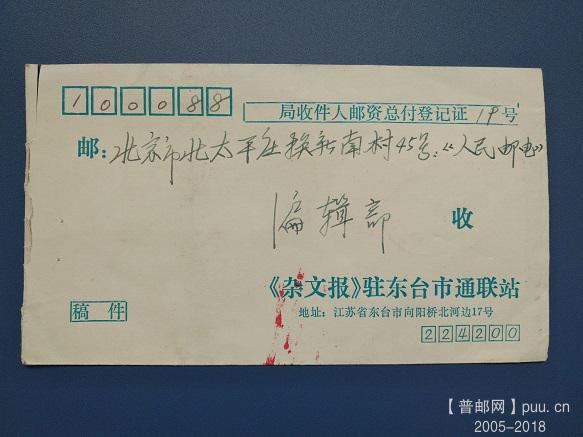 100088
局收件人邮资总付登记证19号
邮：北京市北太平庄新南村45号：《人民邮电》
编辑部 收
《杂文报》驻东台市通联站
地址：江苏省东台市向阳桥北河边17号
稿件
224200
【普邮网】puu.cn
2005-2018